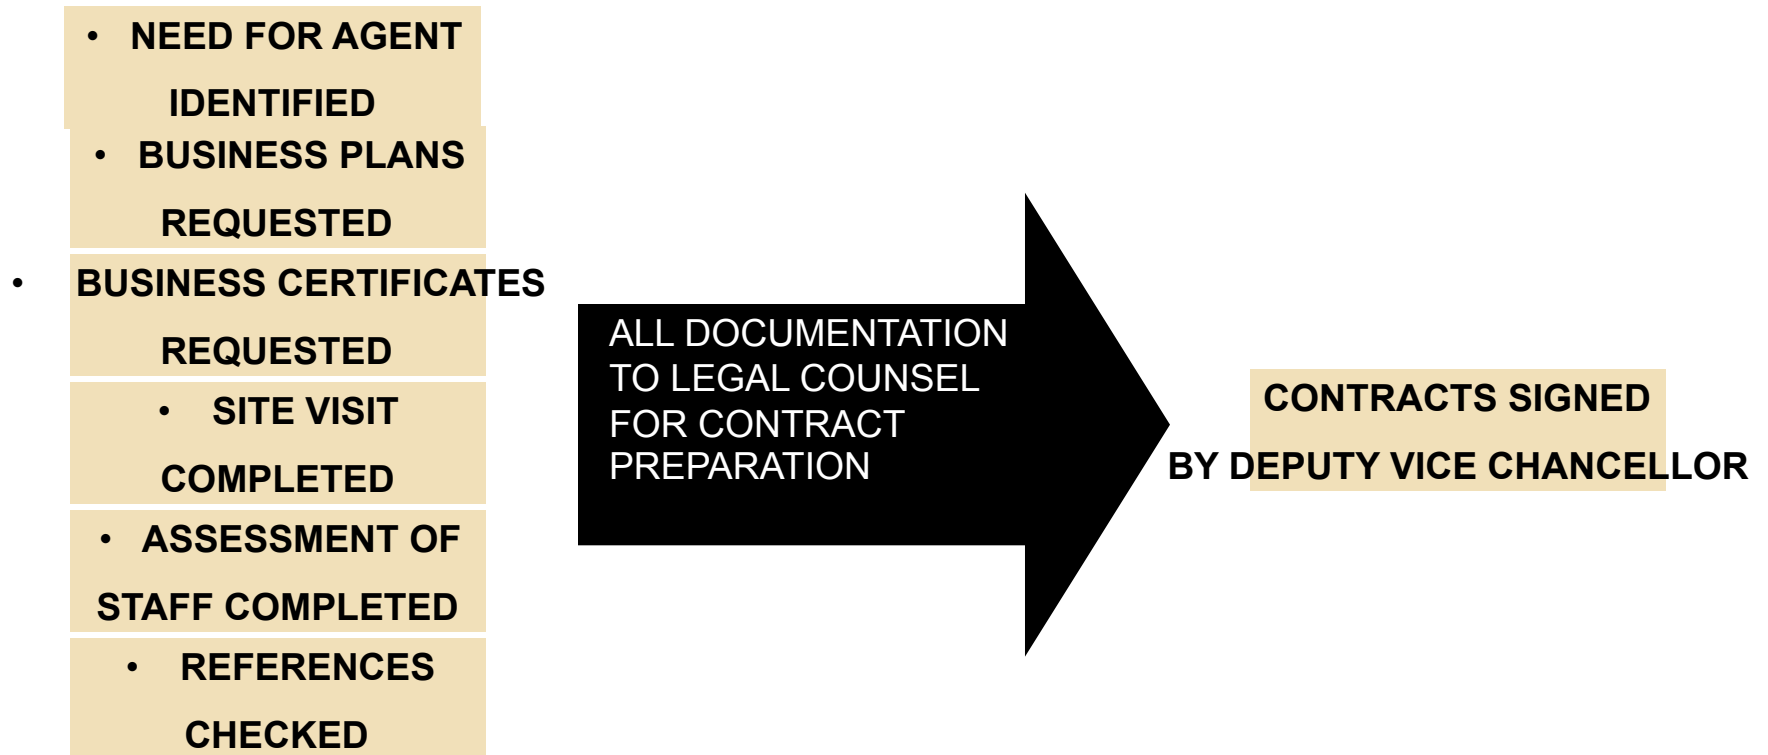 • NEED FOR AGENT
IDENTIFIED
• BUSINESS PLANS
REQUESTED
• BUSINESS CERTIFICATES
REQUESTED
• SITE VISIT
COMPLETED
• ASSESSMENT OF
STAFF COMPLETED
• REFERENCES
CHECKED
ALL DOCUMENTATION
TO LEGAL COUNSEL
FOR CONTRACT
PREPARATION
CONTRACTS SIGNED
BY DEPUTY VICE CHANCELLOR